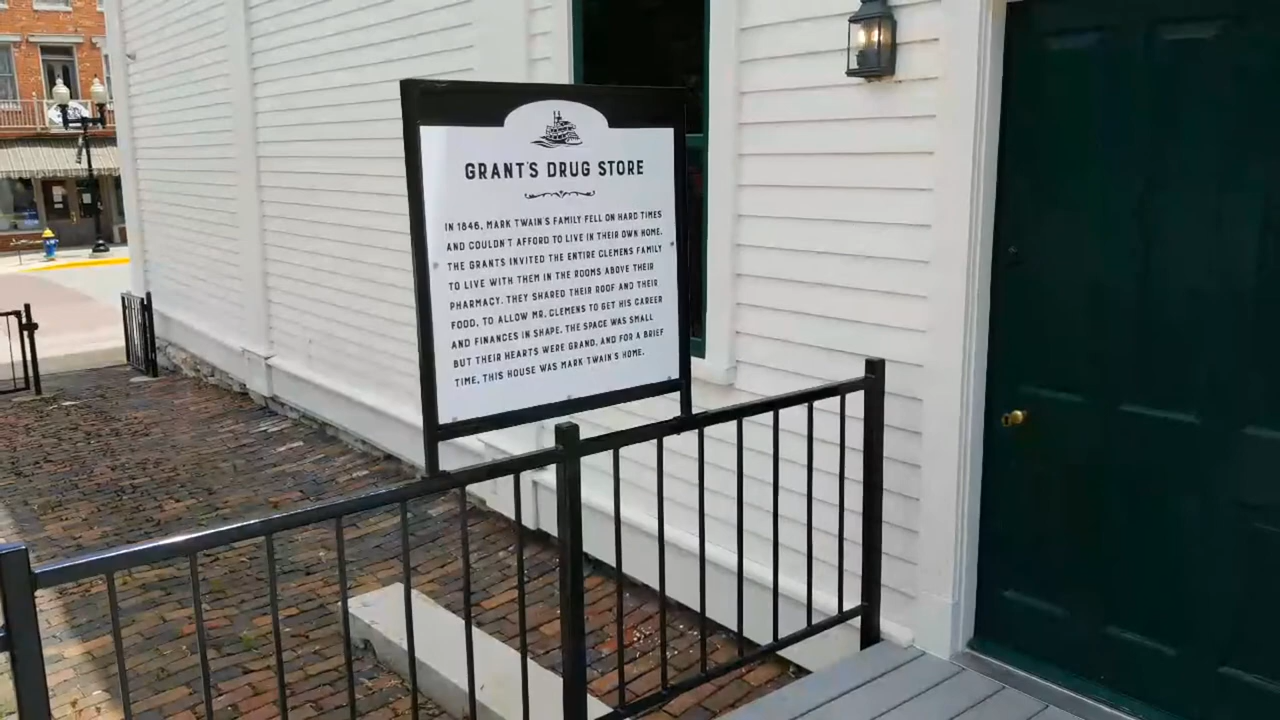 GRANT'S DRUG STORE
IN 1846, MARK TWAIN'S FAMILY FELL ON HARD TIMES
AND COULDN'T AFFORD TO LIVE IN THEIR OWN HOME.
THE GRANTS INVITED THE ENTIRE CLEMENS FAMILY
TO LIVE WITH THEM IN THE ROOMS ABOVE THEIR
PHARMACY. THEY SHARED THEIR ROOF AND THEIR
FOOD, TO ALLOW MR. CLEMENS TO GET HIS CAREER
AND FINANCES IN SHAPE. THE SPACE WAS SMALL
BUT THEIR HEARTS WERE GRAND, AND FOR A BRIEF
TIME, THIS HOUSE WAS MARK TWAIN'S HOME.